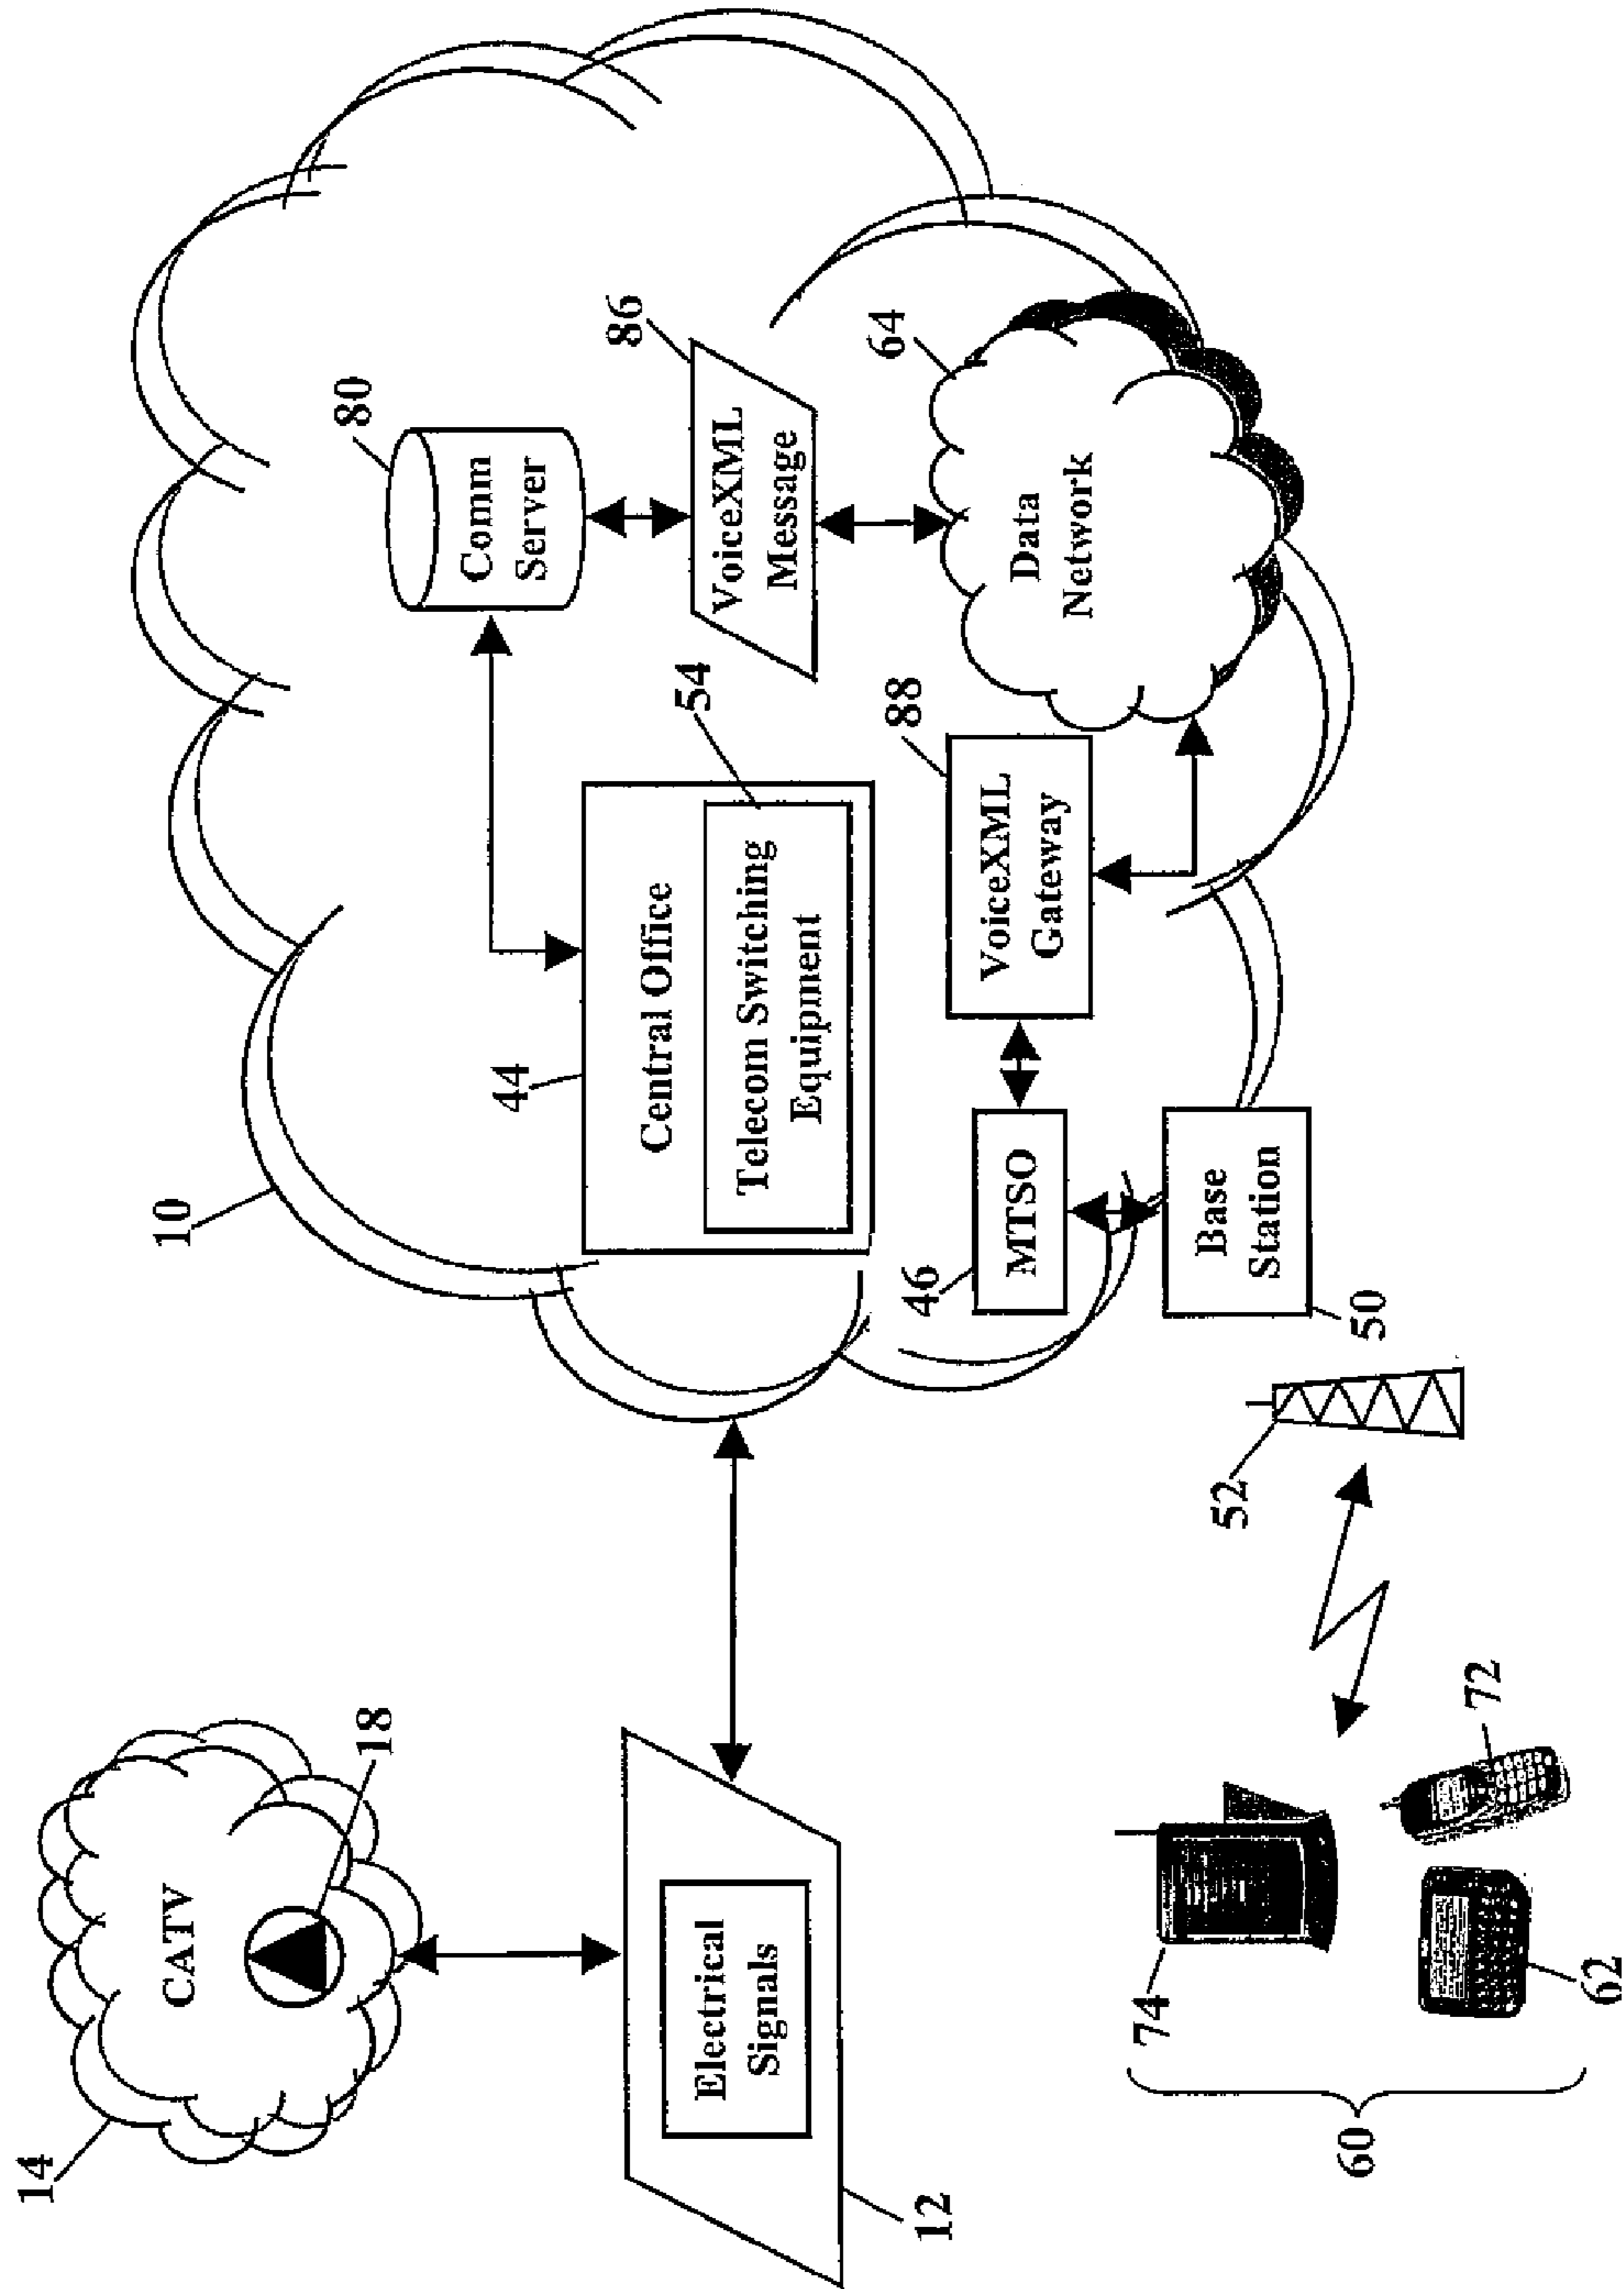 14
CATV
18
12
Electrical
Signals
10
44
Central Office
54
Telecom Switching
Equipment
80
Comm
Server
86
VoiceXML
Message
64
Data
Network
88
VoiceXML
Gateway
46
MTSO
Base
Station
50
52
60
74
72
62